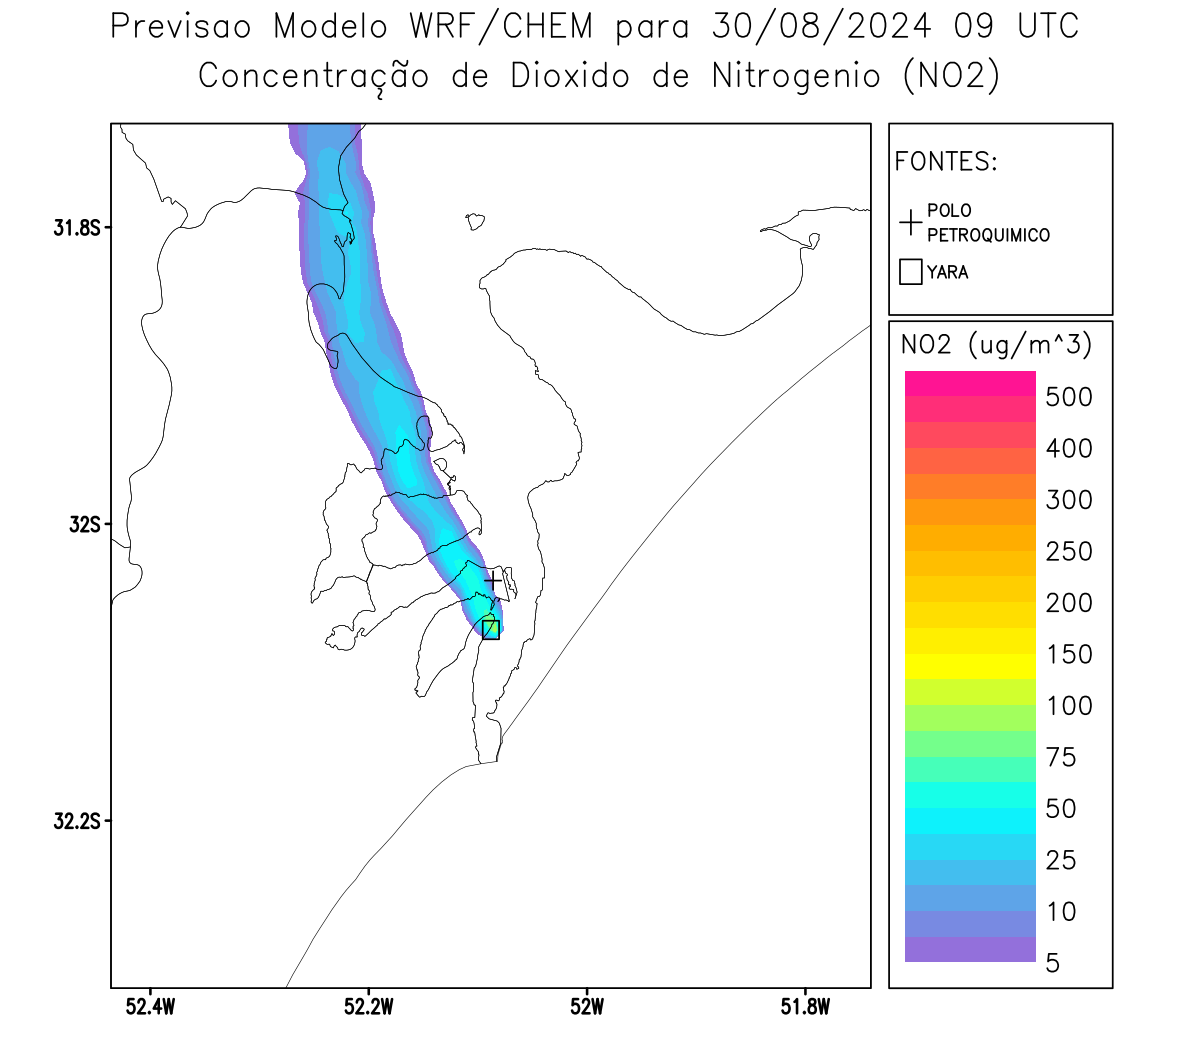 Previsao Modelo WRF/CHEM para 30/08/2024 09 UTC
Concentração de Dioxido de Nitrogenio (NO2)
FONTES:
POLO
PETROQUIMICO
YARA
31.8S
32S
32.2S
52.4W
52.2W
52W
51.8W
NO2 (ug/m^3)
500
400
300
250
200
150
100
75
50
25
10
5